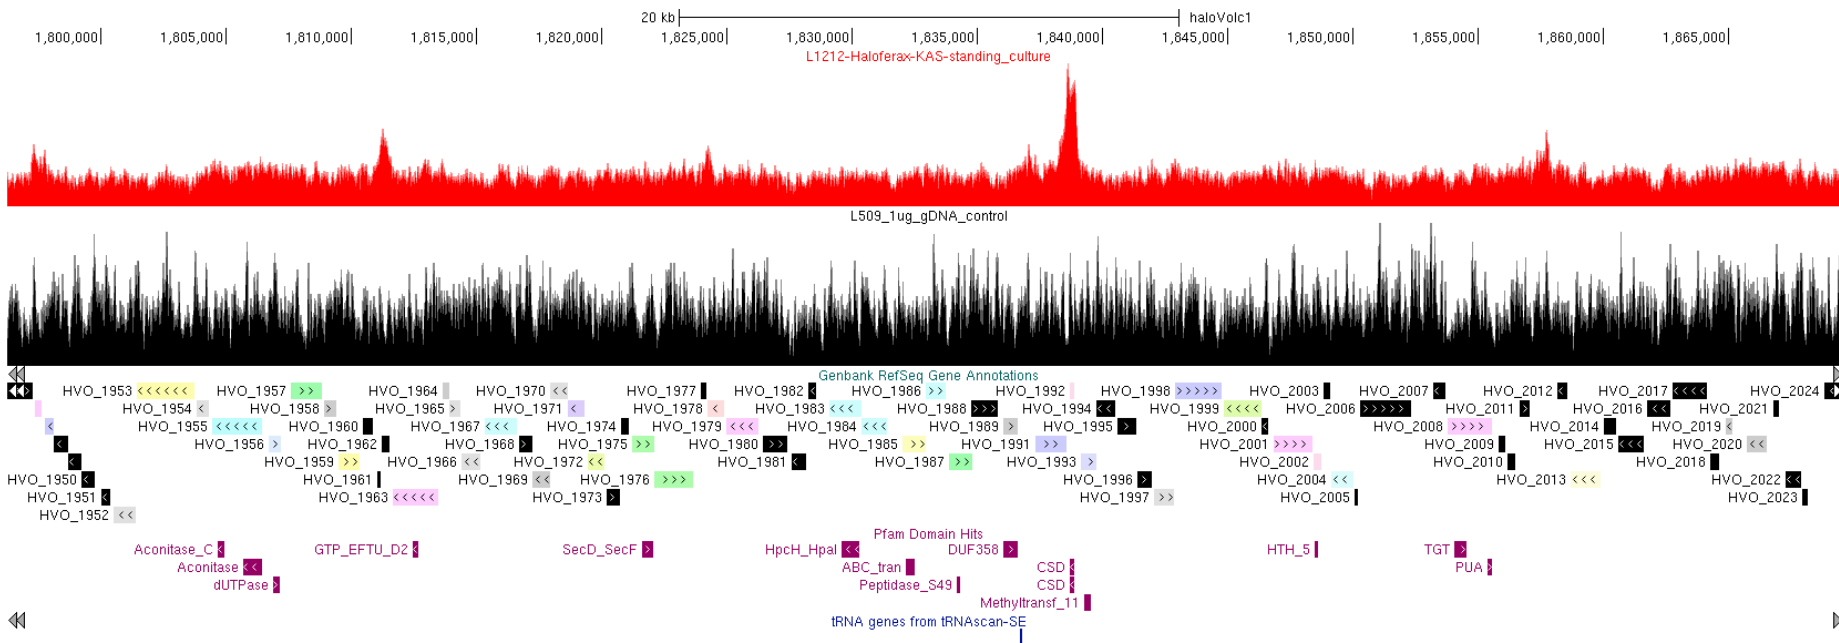 20 kb haloVolc1
1,800,000 1,805,000 1,810,000 1,815,000 1,820,000 1,825,000 1,830,000 1,835,000 1,840,000 1,845,000 1,850,000 1,855,000 1,860,000 1,865,000
L1212-Haloferax-KAS-standing_culture
L509_1ug_gDNA_control
Genbank RefSeq Gene Annotations
HVO_1953 HVO_1957 HVO_1964 HVO_1970 HVO_1977 HVO_1982 HVO_1986 HVO_1992 HVO_1998 HVO_2003 HVO_2007 HVO_2012 HVO_2017 HVO_2024
HVO_1954 HVO_1958 HVO_1965 HVO_1971 HVO_1978 HVO_1983 HVO_1988 HVO_1994 HVO_1999 HVO_2006 HVO_2011 HVO_2016 HVO_2021
HVO_1955 HVO_1960 HVO_1967 HVO_1974 HVO_1979 HVO_1984 HVO_1989 HVO_1995 HVO_2000 HVO_2008 HVO_2014 HVO_2019
HVO_1956 HVO_1962 HVO_1968 HVO_1975 HVO_1980 HVO_1985 HVO_1991 HVO_2001 HVO_2009 HVO_2015 HVO_2020
HVO_1959 HVO_1966 HVO_1972 HVO_1981 HVO_1987 HVO_1993 HVO_2002 HVO_2010 HVO_2018
HVO_1950 HVO_1961 HVO_1969 HVO_1976 HVO_1996 HVO_2004 HVO_2013 HVO_2022
HVO_1951 HVO_1963 HVO_1973 HVO_1997 HVO_2005 HVO_2023
HVO_1952
Pfam Domain Hits
Aconitase_C GTP_EFTU_D2 SecD_SecF HpcH_HpaI DUF358 HTH_5 TGT
Aconitase ABC_tran CSD PUA
dUTPase Peptidase_S49 CSD
Methyltransf_11
tRNA genes from tRNAscan-SE